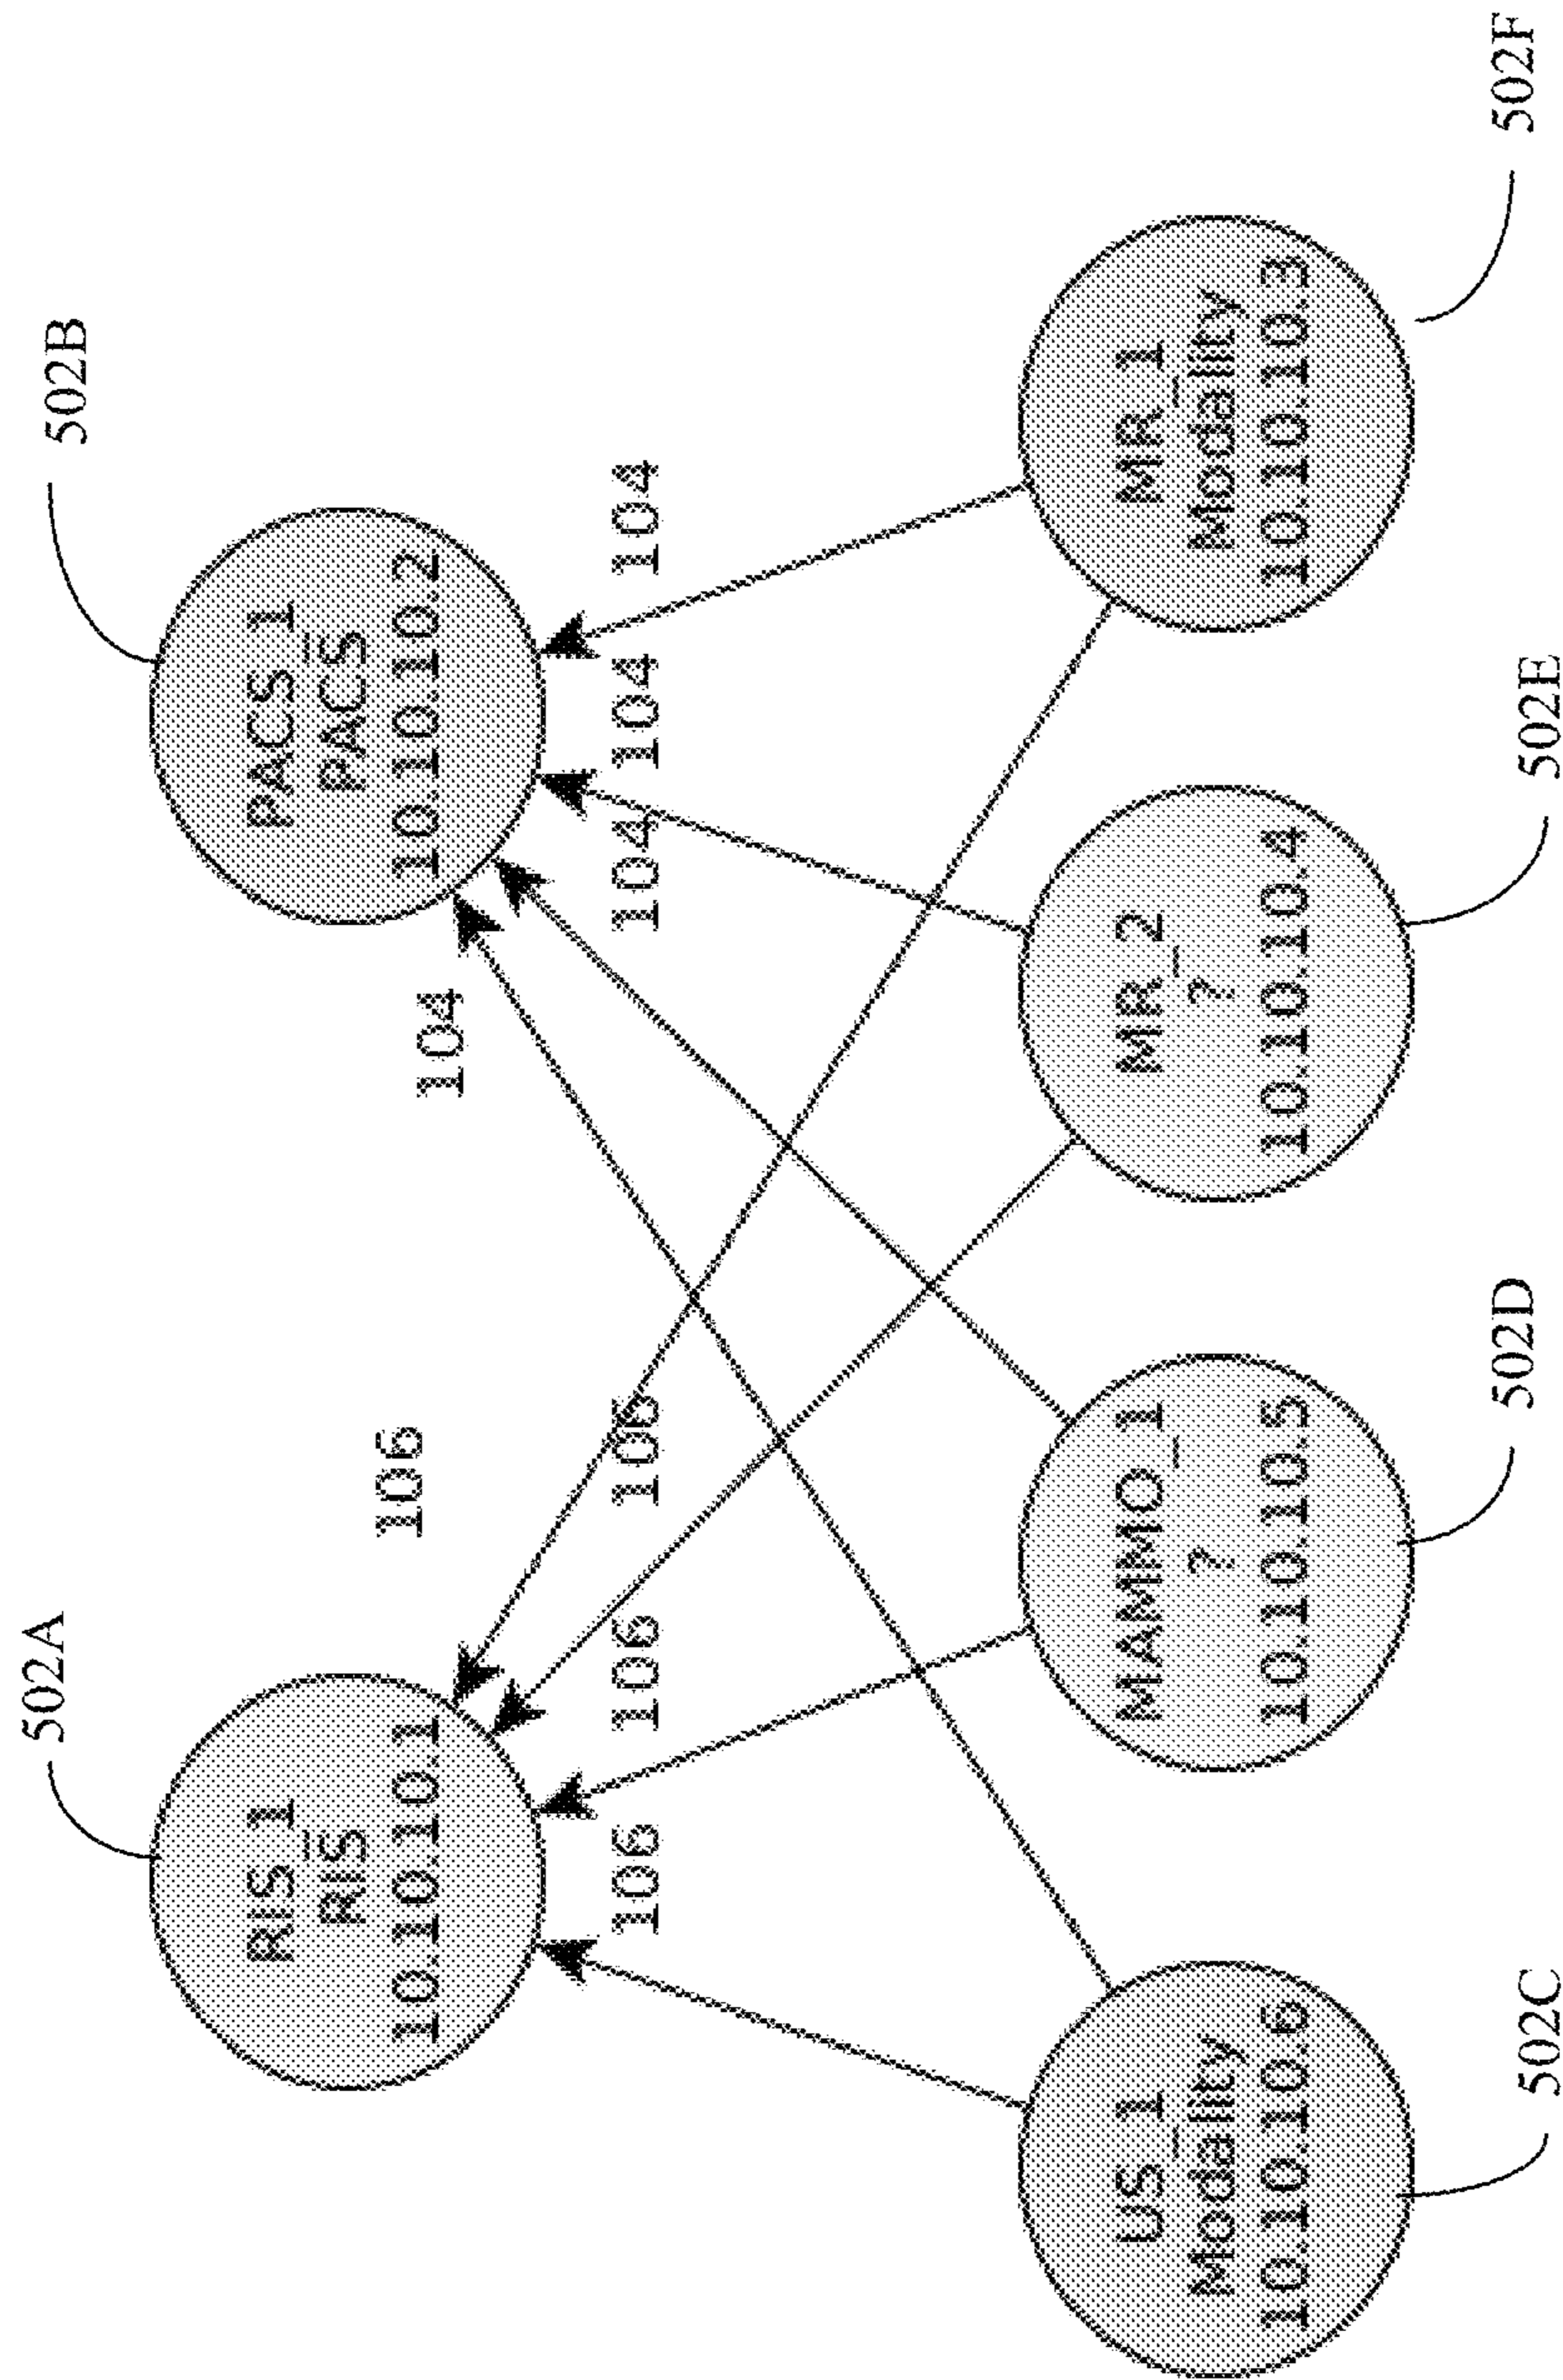 502A
502B
RIS_1
RIS
10.10.10.1
PACS_1
PACS
10.10.10.2
106
104
106
106
106
104
104
104
US_1
Modality
10.10.10.6
MAMMO_1
?
10.10.10.5
MR_2
?
10.10.10.4
MR_1
Modality
10.10.10.3
502C
502D
502E
502F